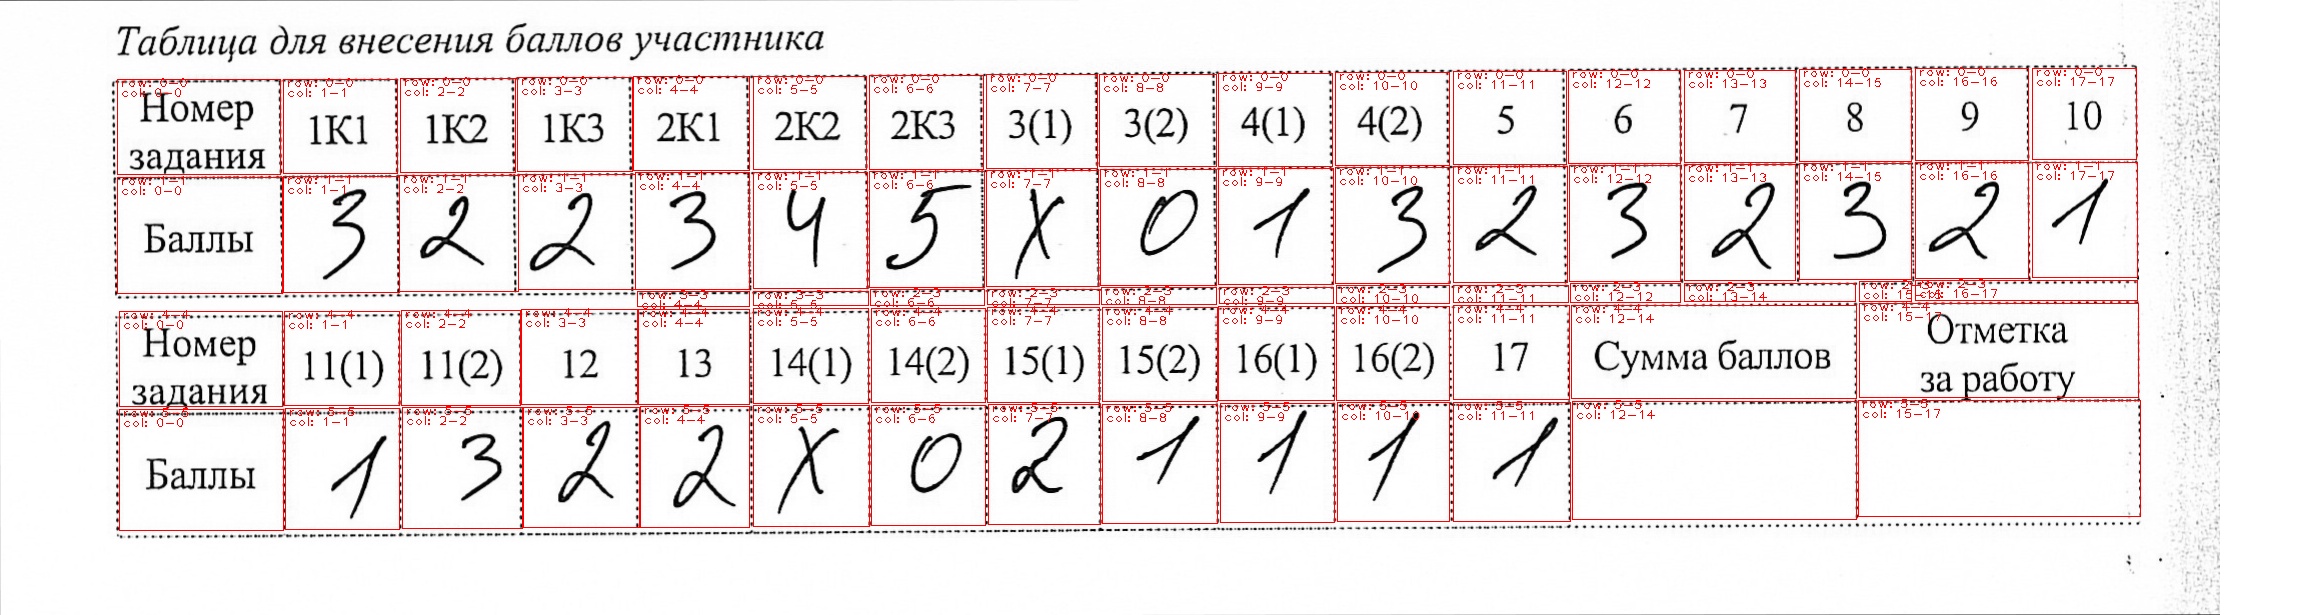 Таблица для внесения баллов участника
Номер задания 1К1 1К2 1К3 2К1 2К2 2К3 3(1) 3(2) 4(1) 4(2) 5 6 7 8 9 10
Баллы 3 2 2 3 4 5 X 0 1 3 2 3 2 3 2 1
Номер задания 11(1) 11(2) 12 13 14(1) 14(2) 15(1) 15(2) 16(1) 16(2) 17 Сумма баллов Отметка за работу
Баллы 1 3 2 2 X 0 2 1 1 1 1